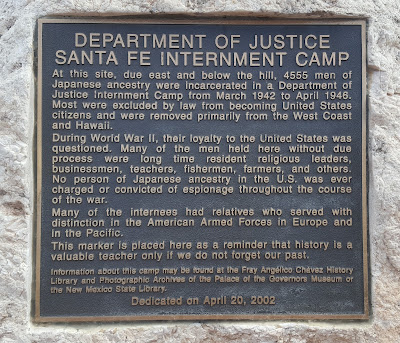 DEPARTMENT OF JUSTICE
SANTA FE INTERNMENT CAMP
At this site, due east and below the hill, 4555 men of
Japanese ancestry were incarcerated in a Department of
Justice Internment Camp from March 1942 to April 1946.
Most were excluded by law from becoming United States
citizens and were removed primarily from the West Coast
and Hawaii.
During World War II, their loyalty to the United States was
questioned. Many of the men held here without due
process were long time resident religious leaders,
businessmen, teachers, fishermen, farmers, and others.
No person of Japanese ancestry in the U.S. was ever
charged or convicted of espionage throughout the course
of the war.
Many of the internees had relatives who served with
distinction in the American Armed Forces in Europe and
in the Pacific.
This marker is placed here as a reminder that history is a
valuable teacher only if we do not forget our past.
Information about this camp may be found at the Fray Angélico Chávez History
Library and Photographic Archives of the Palace of the Governors Museum or
the New Mexico State Library.
Dedicated on April 20, 2002